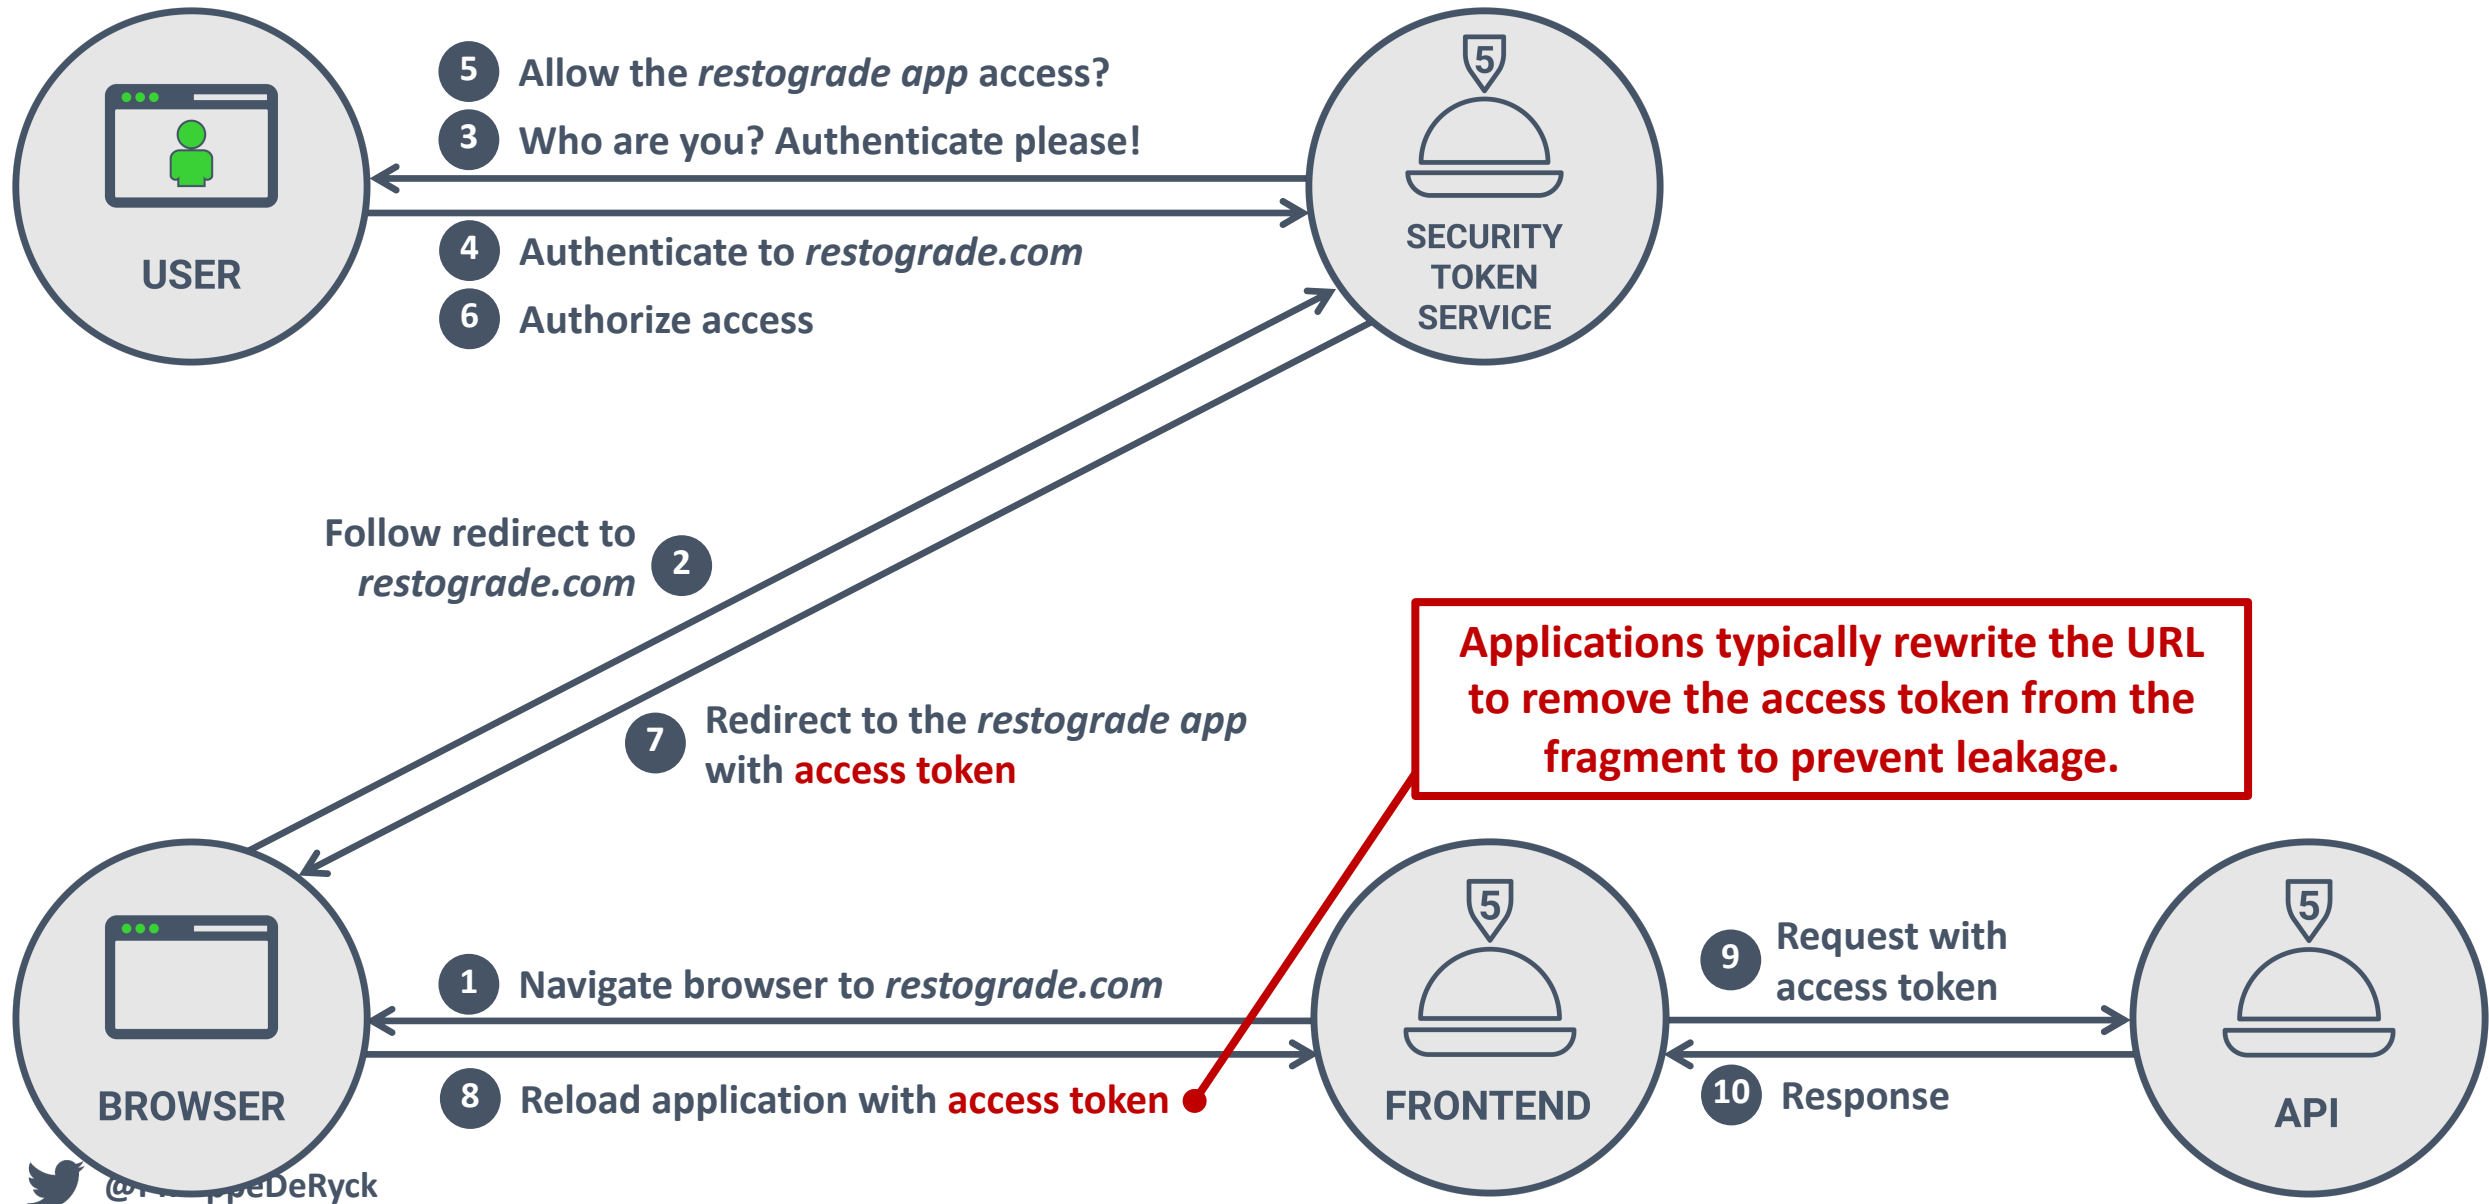 5 Allow the restograde app access?
3 Who are you? Authenticate please!
4 Authenticate to restograde.com
6 Authorize access
USER
5
SECURITY
TOKEN
SERVICE
Follow redirect to
restograde.com
2
7 Redirect to the restograde app
with access token
Applications typically rewrite the URL
to remove the access token from the
fragment to prevent leakage.
BROWSER
1 Navigate browser to restograde.com
8 Reload application with access token
5
FRONTEND
9 Request with
access token
10 Response
5
API